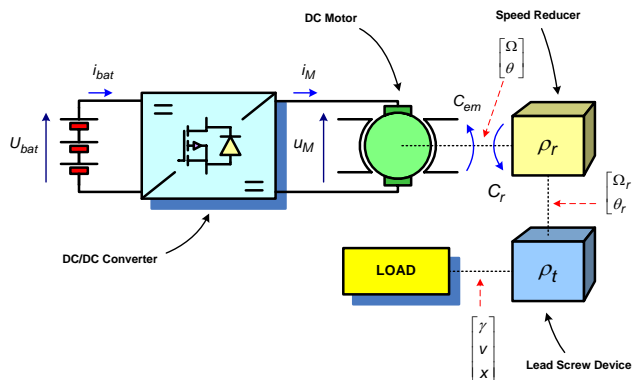 DC Motor
Speed Reducer
Ω
θ
i_bat
i_M
C_em
U_bat
u_M
ρ_r
C_r
Ω_r
θ_r
DC/DC Converter
LOAD
ρ_t
γ
v
x
Lead Screw Device